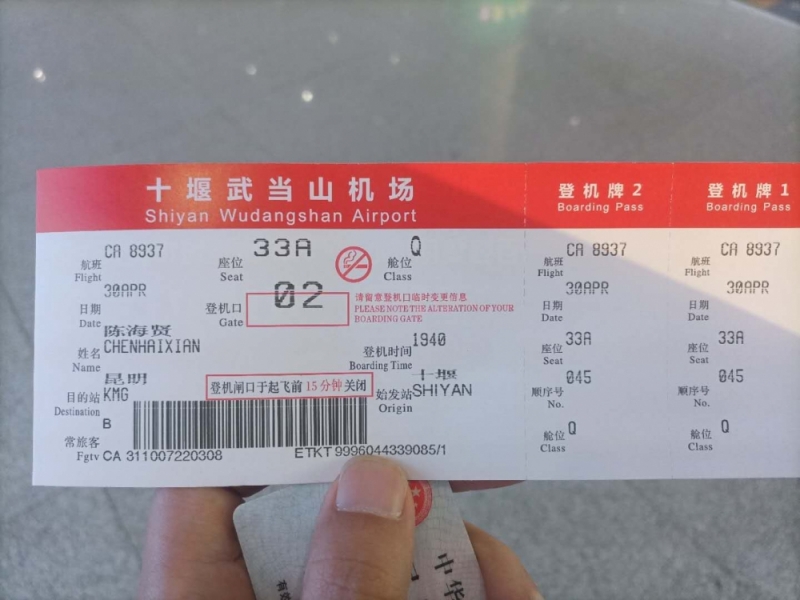 十堰武当山机场
Shiyan Wudangshan Airport
航班 CA 8937
Flight
座位 33A
Seat
舱位 Q
Class
日期 30APR
Date
登机口 02
Gate
请留意登机口临时变更信息
PLEASE NOTE THE ALTERATION OF YOUR
BOARDING GATE
陈海贤
姓名 CHENHAIXIAN
Name
登机时间 1940
Boarding Time
昆明
目的站 KMG
Destination
登机闸口于起飞前15分钟关闭
十堰
始发站 SHIYAN
Origin
B
常旅客
Fgtv CA 311007220308
ETKT 9996044339085/1
登机牌 2
Boarding Pass
航班 CA 8937
Flight
日期 30APR
Date
座位 33A
Seat
顺序号 045
No.
舱位 Q
Class
登机牌 1
Boarding Pass
航班 CA 8937
Flight
日期 30APR
Date
座位 33A
Seat
顺序号 045
No.
舱位 Q
Class
中华
有效